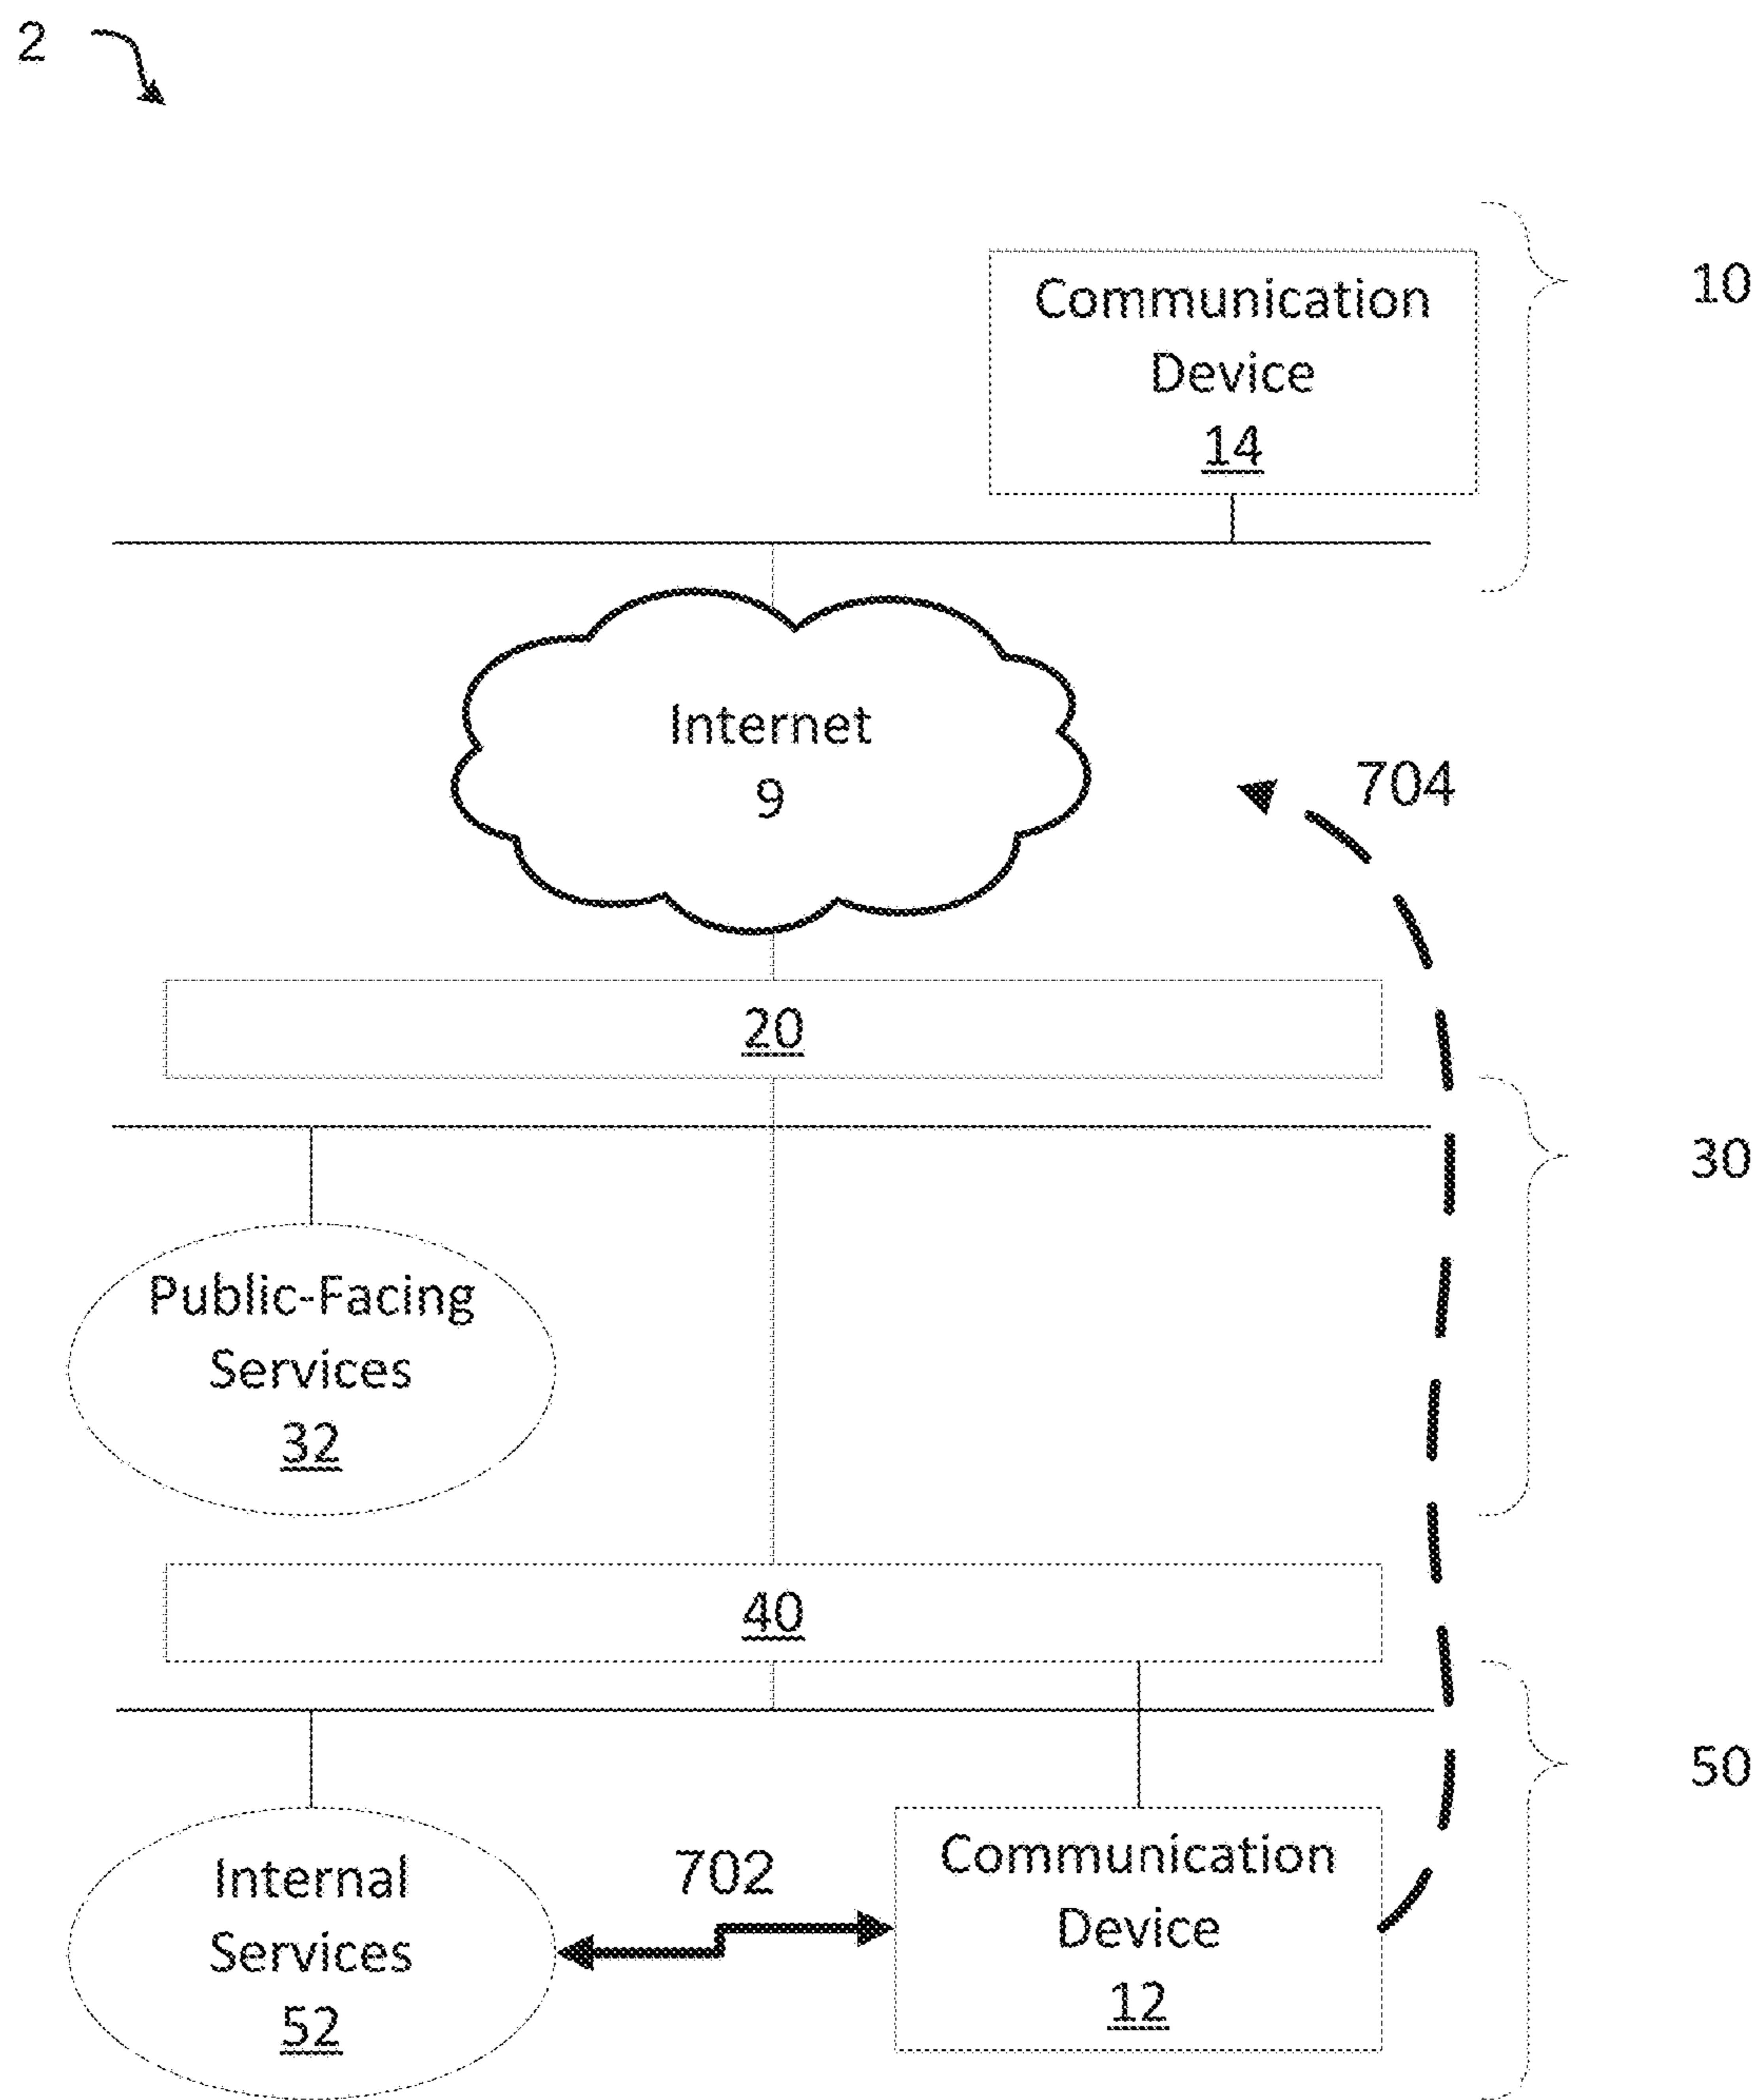 2
10
Communication
Device
14
Internet
9
704
20
30
Public-Facing
Services
32
40
50
Internal
Services
52
702
Communication
Device
12